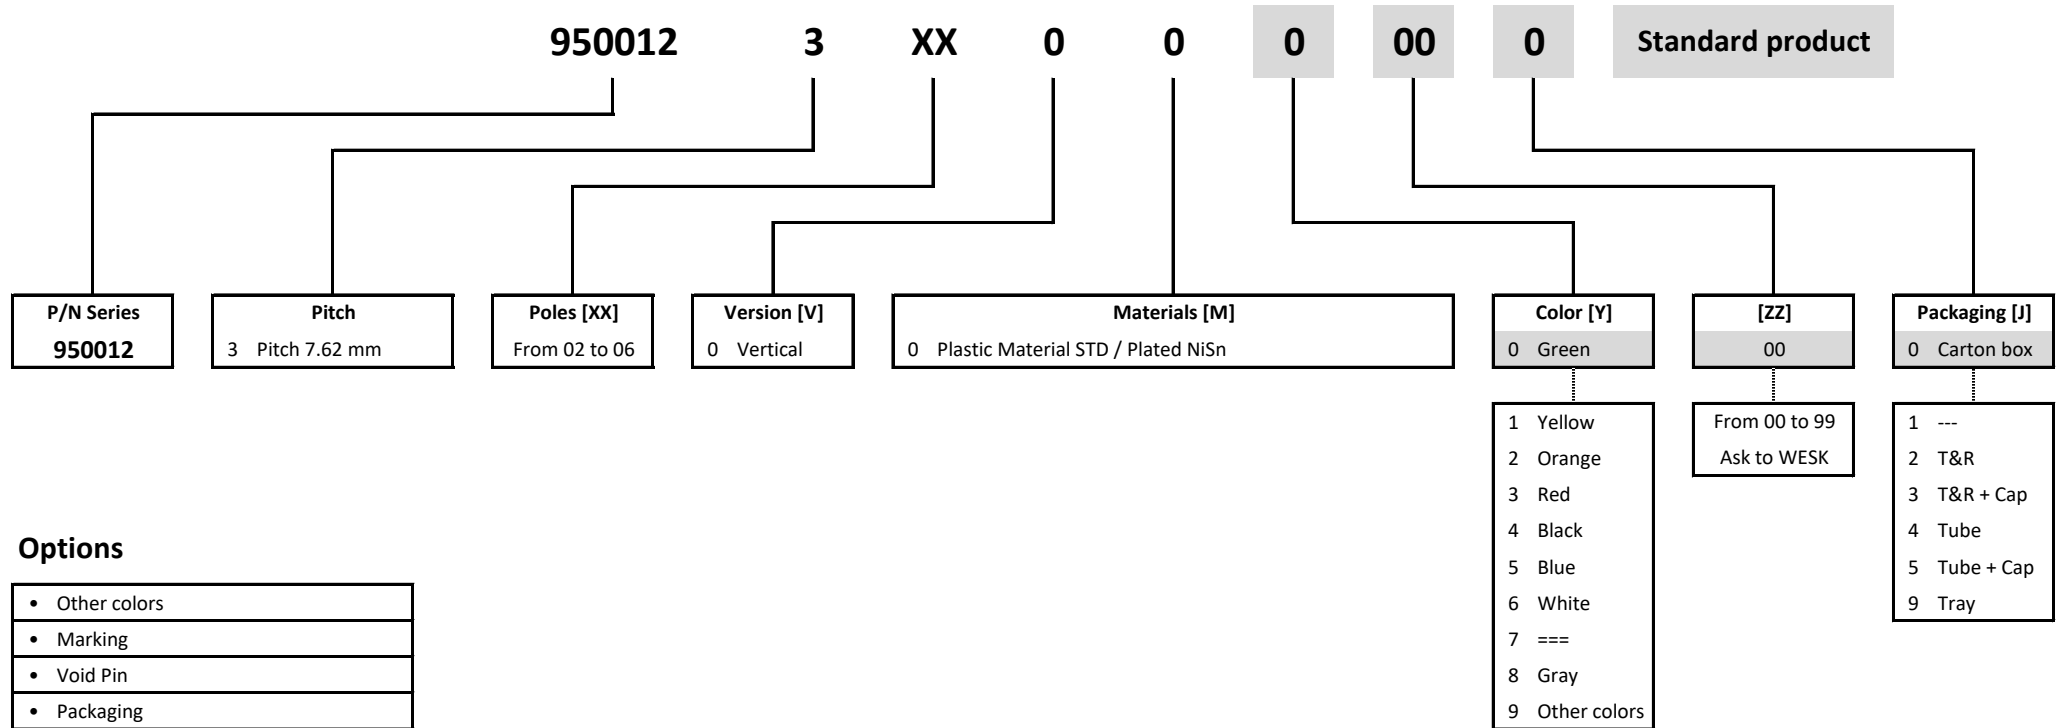 950012 3 XX 0 0 0 00 0 Standard product
P/N Series
950012
Pitch
3 Pitch 7.62 mm
Poles [XX]
From 02 to 06
Version [V]
0 Vertical
Materials [M]
0 Plastic Material STD / Plated NiSn
Color [Y]
0 Green
1 Yellow
2 Orange
3 Red
4 Black
5 Blue
6 White
7 ===
8 Gray
9 Other colors
[ZZ]
00
From 00 to 99
Ask to WESK
Packaging [J]
0 Carton box
1 ---
2 T&R
3 T&R + Cap
4 Tube
5 Tube + Cap
9 Tray
Options
• Other colors
• Marking
• Void Pin
• Packaging